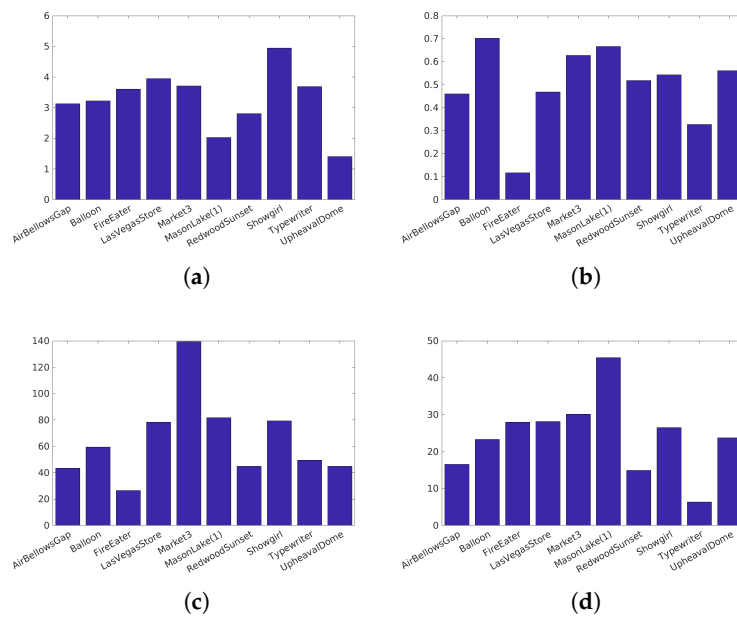 6
5
4
3
2
1
0
AirBellowsGap
Balloon
FireEater
LasVegasStore
Market3
MasonLake(1)
RedwoodSunset
Showgirl
Typewriter
UpheavalDome
(a)
0.8
0.7
0.6
0.5
0.4
0.3
0.2
0.1
0
AirBellowsGap
Balloon
FireEater
LasVegasStore
Market3
MasonLake(1)
RedwoodSunset
Showgirl
Typewriter
UpheavalDome
(b)
140
120
100
80
60
40
20
0
AirBellowsGap
Balloon
FireEater
LasVegasStore
Market3
MasonLake(1)
RedwoodSunset
Showgirl
Typewriter
UpheavalDome
(c)
50
40
30
20
10
0
AirBellowsGap
Balloon
FireEater
LasVegasStore
Market3
MasonLake(1)
RedwoodSunset
Showgirl
Typewriter
UpheavalDome
(d)